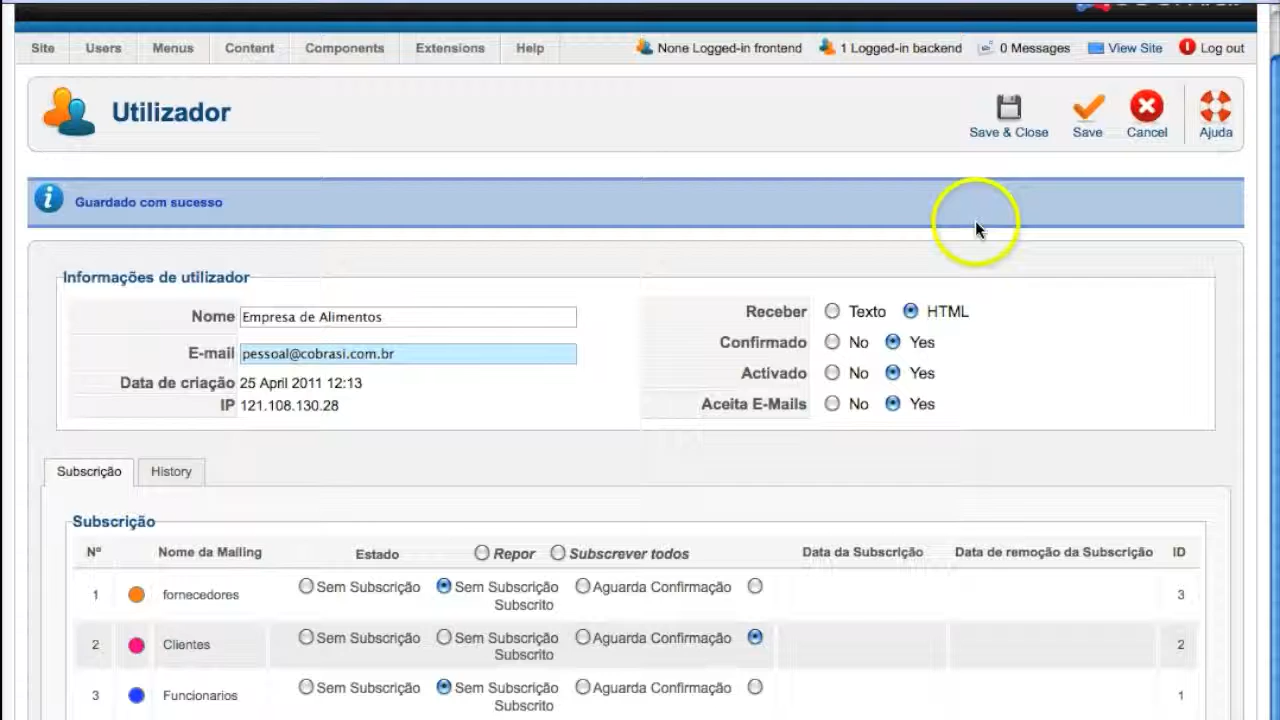 Site Users Menus Content Components Extensions Help None Logged-in frontend 1 Logged-in backend 0 Messages View Site Log out
Utilizador
Save & Close Save Cancel Ajuda
Guardado com sucesso
Informações de utilizador
Nome Empresa de Alimentos
E-mail pessoal@cobrasi.com.br
Data de criação 25 April 2011 12:13
IP 121.108.130.28
Receber Texto HTML
Confirmado No Yes
Activado No Yes
Aceita E-Mails No Yes
Subscrição History
Subscrição
Nº Nome da Mailing Estado Repor Subscrever todos Data da Subscrição Data de remoção da Subscrição ID
1 fornecedores Sem Subscrição Sem Subscrição Aguarda Confirmação 3
Subscrito
2 Clientes Sem Subscrição Sem Subscrição Aguarda Confirmação 2
Subscrito
3 Funcionarios Sem Subscrição Sem Subscrição Aguarda Confirmação 1
Subscrito